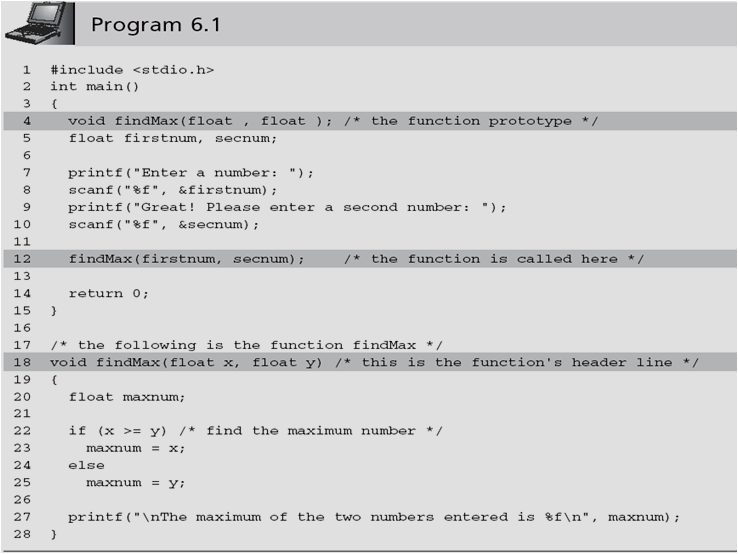 Program 6.1
1 #include <stdio.h>
2 int main()
3 {
4 void findMax(float , float ); /* the function prototype */
5 float firstnum, secnum;
6
7 printf("Enter a number: ");
8 scanf("%f", &firstnum);
9 printf("Great! Please enter a second number: ");
10 scanf("%f", &secnum);
11
12 findMax(firstnum, secnum); /* the function is called here */
13
14 return 0;
15 }
16
17 /* the following is the function findMax */
18 void findMax(float x, float y) /* this is the function's header line */
19 {
20 float maxnum;
21
22 if (x >= y) /* find the maximum number */
23 maxnum = x;
24 else
25 maxnum = y;
26
27 printf("\nThe maximum of the two numbers entered is %f\n", maxnum);
28 }